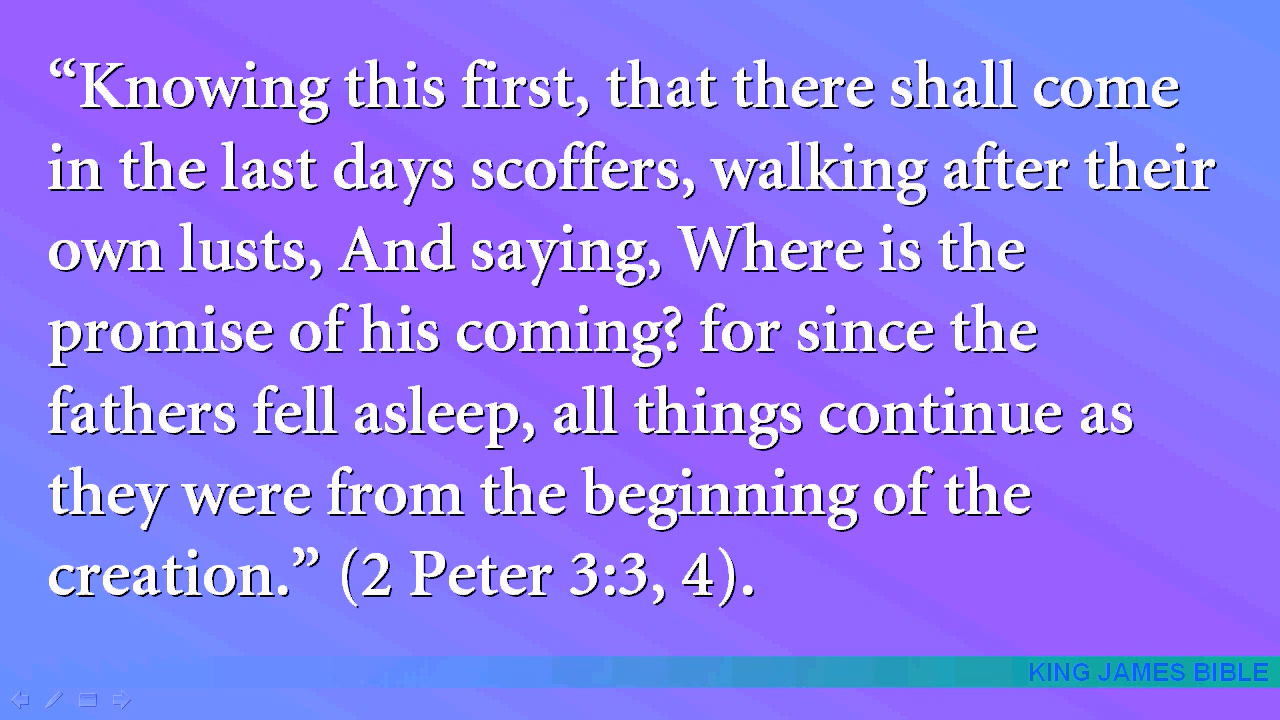 “Knowing this first, that there shall come
in the last days scoffers, walking after their
own lusts, And saying, Where is the
promise of his coming? for since the
fathers fell asleep, all things continue as
they were from the beginning of the
creation.” (2 Peter 3:3, 4).
KING JAMES BIBLE